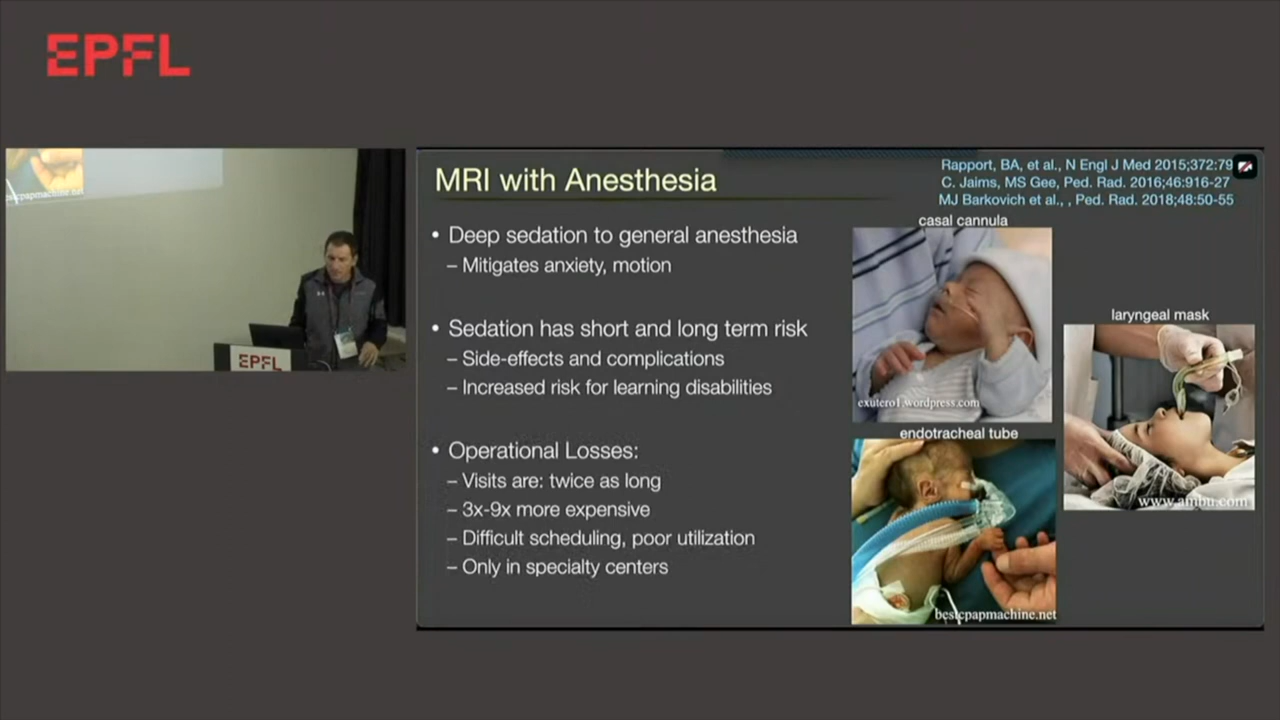 EPFL
MRI with Anesthesia
Rapport, BA, et al., N Engl J Med 2015;372:79
C. Jaims, MS Gee, Ped. Rad. 2016;46:916-27
MJ Barkovich et al., , Ped. Rad. 2018;48:50-55
• Deep sedation to general anesthesia
– Mitigates anxiety, motion
• Sedation has short and long term risk
– Side-effects and complications
– Increased risk for learning disabilities
• Operational Losses:
– Visits are: twice as long
– 3x-9x more expensive
– Difficult scheduling, poor utilization
– Only in specialty centers
casal cannula
exutero1.wordpress.com
laryngeal mask
www.ambu.com
endotracheal tube
bestcpapmachine.net
estcpapmachine.net
EPFL